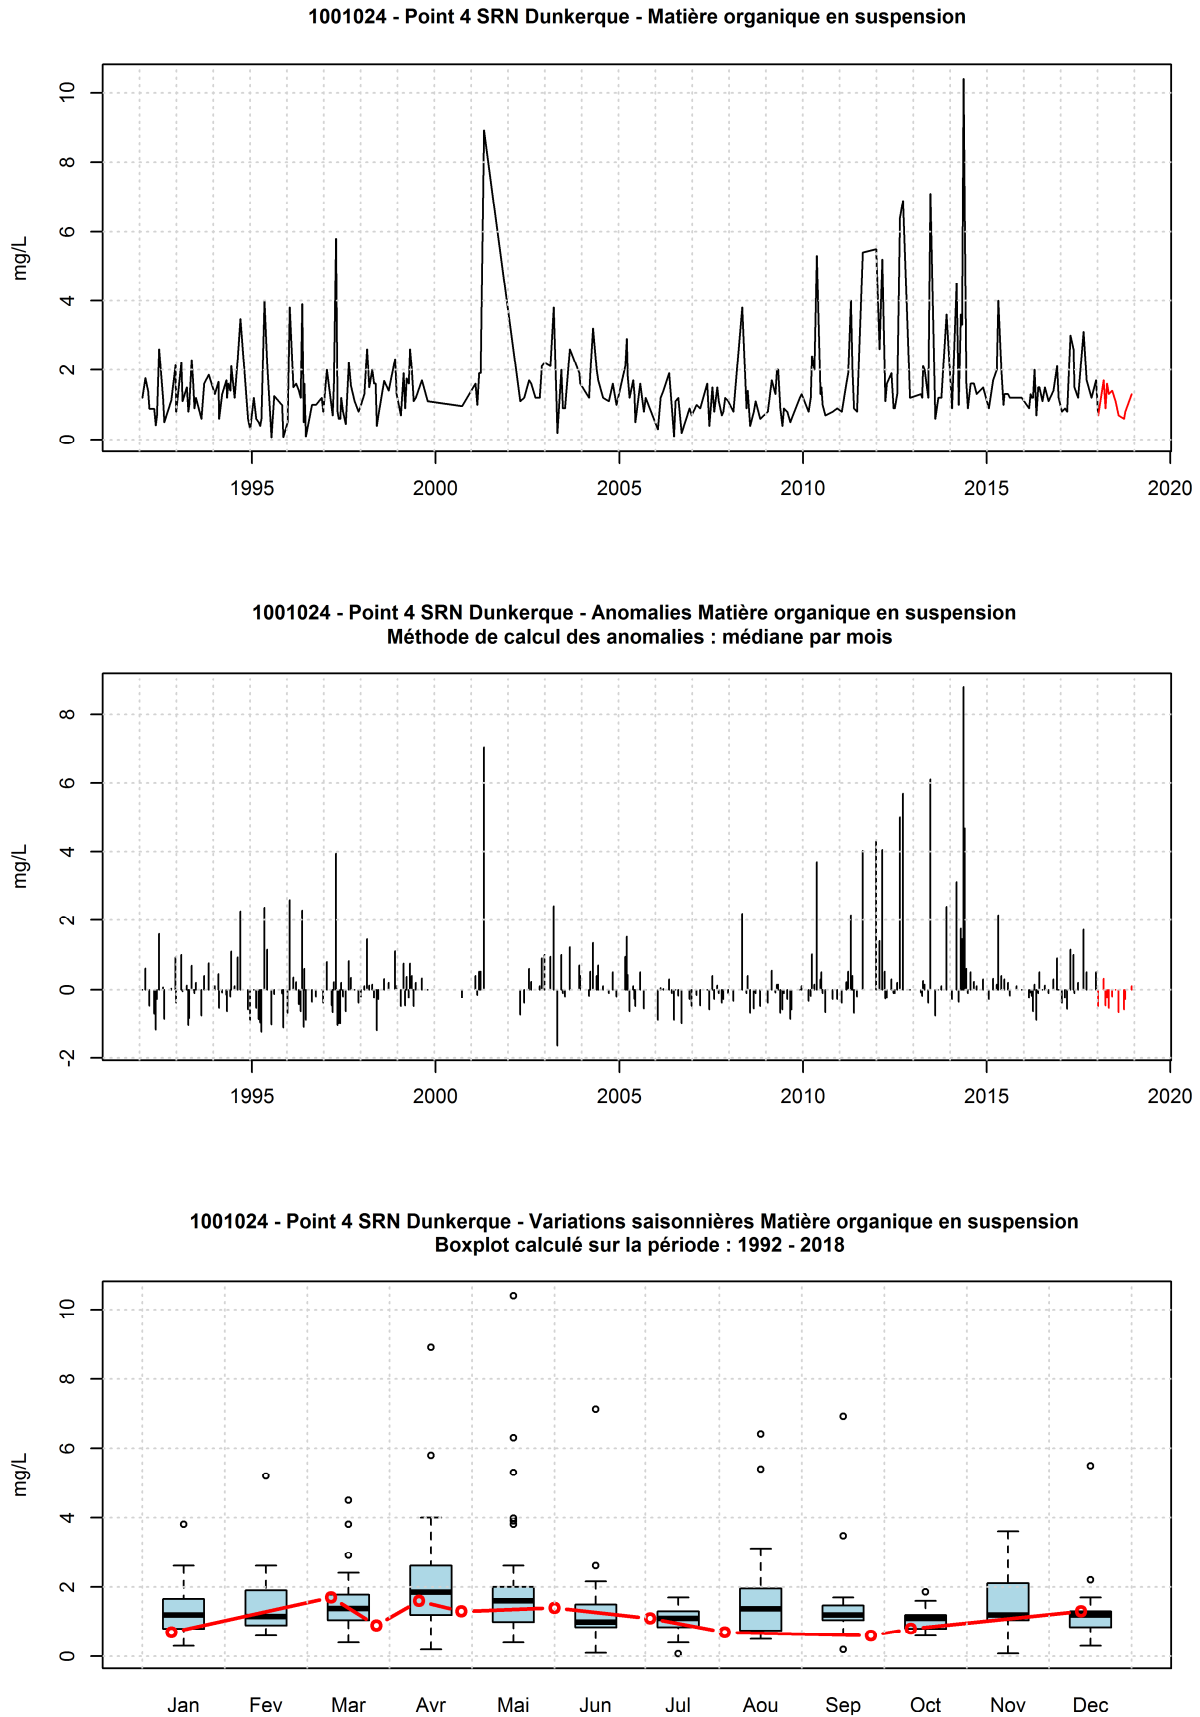 1001024 - Point 4 SRN Dunkerque - Matière organique en suspension
mg/L
10
8
6
4
2
0
1995 2000 2005 2010 2015 2020
1001024 - Point 4 SRN Dunkerque - Anomalies Matière organique en suspension
Méthode de calcul des anomalies : médiane par mois
mg/L
8
6
4
2
0
-2
1995 2000 2005 2010 2015 2020
1001024 - Point 4 SRN Dunkerque - Variations saisonnières Matière organique en suspension
Boxplot calculé sur la période : 1992 - 2018
mg/L
10
8
6
4
2
0
Jan Fev Mar Avr Mai Jun Jul Aou Sep Oct Nov Dec